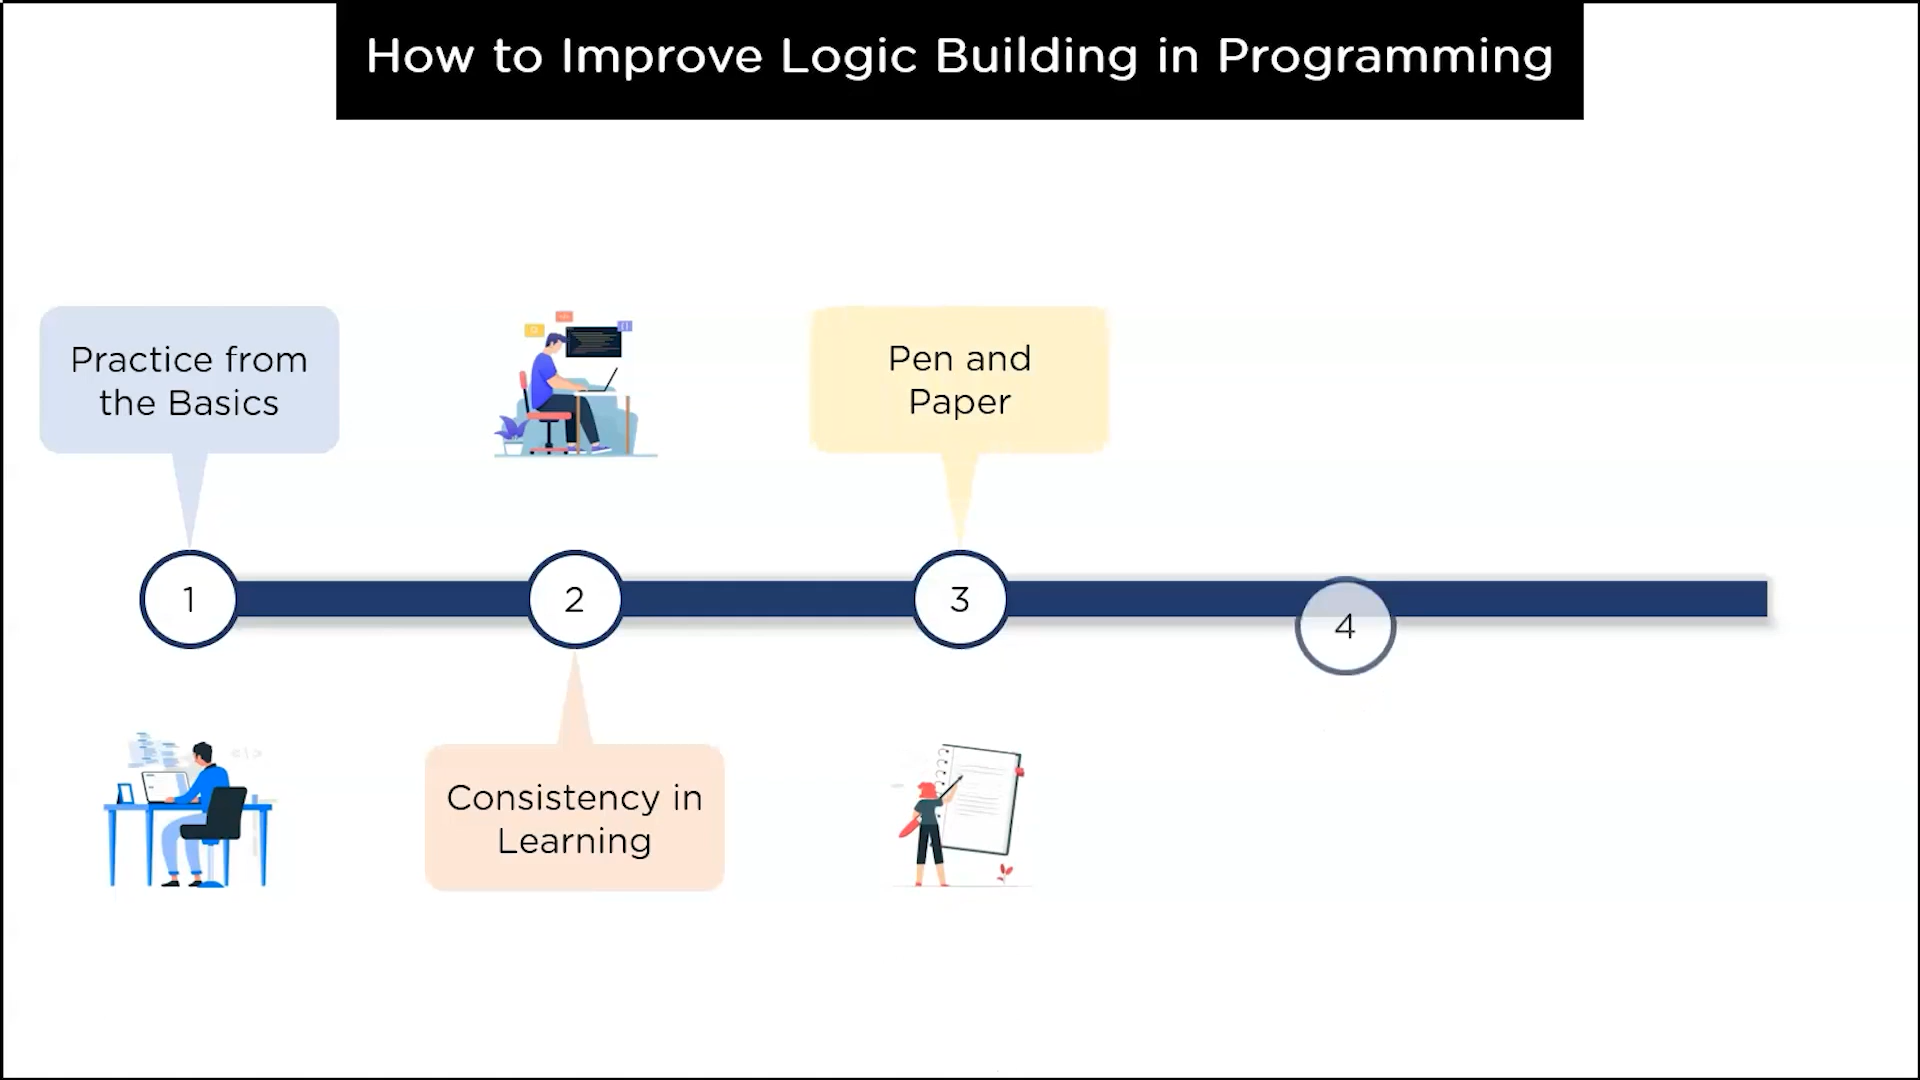 How to Improve Logic Building in Programming
Practice from
the Basics
Pen and
Paper
1
2
3
4
Consistency in
Learning